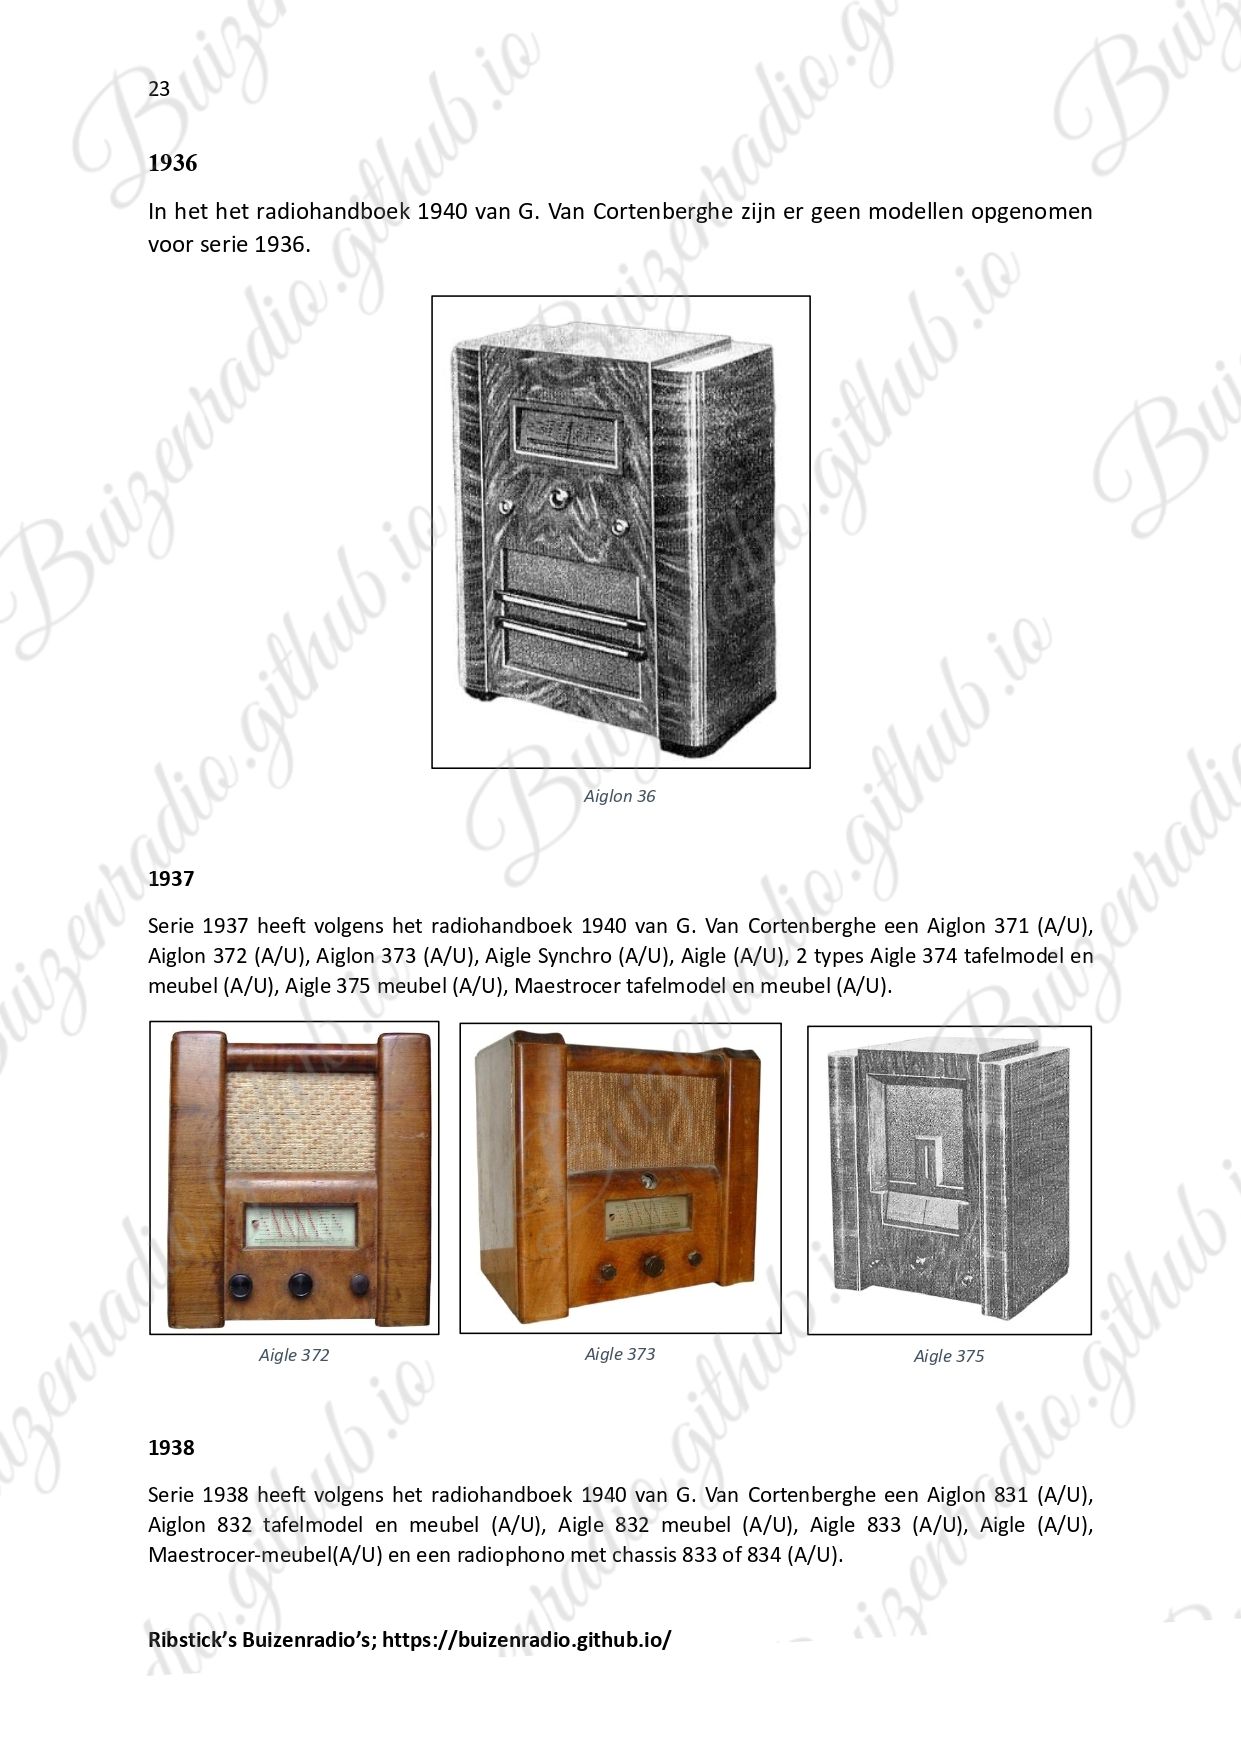 23
1936
In het het radiohandboek 1940 van G. Van Cortenberghe zijn er geen modellen opgenomen
voor serie 1936.
Aiglon 36
1937
Serie 1937 heeft volgens het radiohandboek 1940 van G. Van Cortenberghe een Aiglon 371 (A/U),
Aiglon 372 (A/U), Aiglon 373 (A/U), Aigle Synchro (A/U), Aigle (A/U), 2 types Aigle 374 tafelmodel en
meubel (A/U), Aigle 375 meubel (A/U), Maestrocer tafelmodel en meubel (A/U).
Aigle 372
Aigle 373
Aigle 375
1938
Serie 1938 heeft volgens het radiohandboek 1940 van G. Van Cortenberghe een Aiglon 831 (A/U),
Aiglon 832 tafelmodel en meubel (A/U), Aigle 832 meubel (A/U), Aigle 833 (A/U), Aigle (A/U),
Maestrocer-meubel(A/U) en een radiophono met chassis 833 of 834 (A/U).
Ribstick’s Buizenradio’s; https://buizenradio.github.io/
Buizenradio.github.io